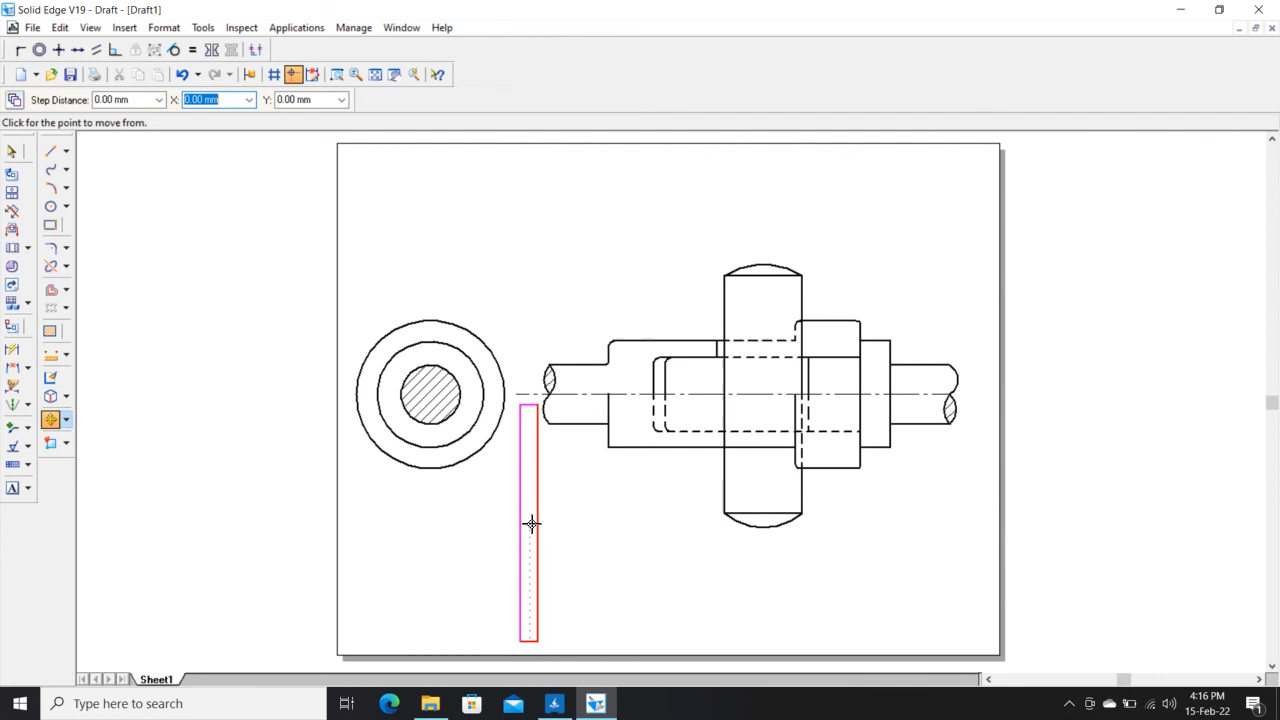 Solid Edge V19 - Draft - [Draft1]
File Edit View Insert Format Tools Inspect Applications Manage Window Help
Step Distance: 0.00 mm X: 0.00 mm Y: 0.00 mm
Click for the point to move from.
A
Sheet1
Type here to search
4:16 PM
15-Feb-22
1